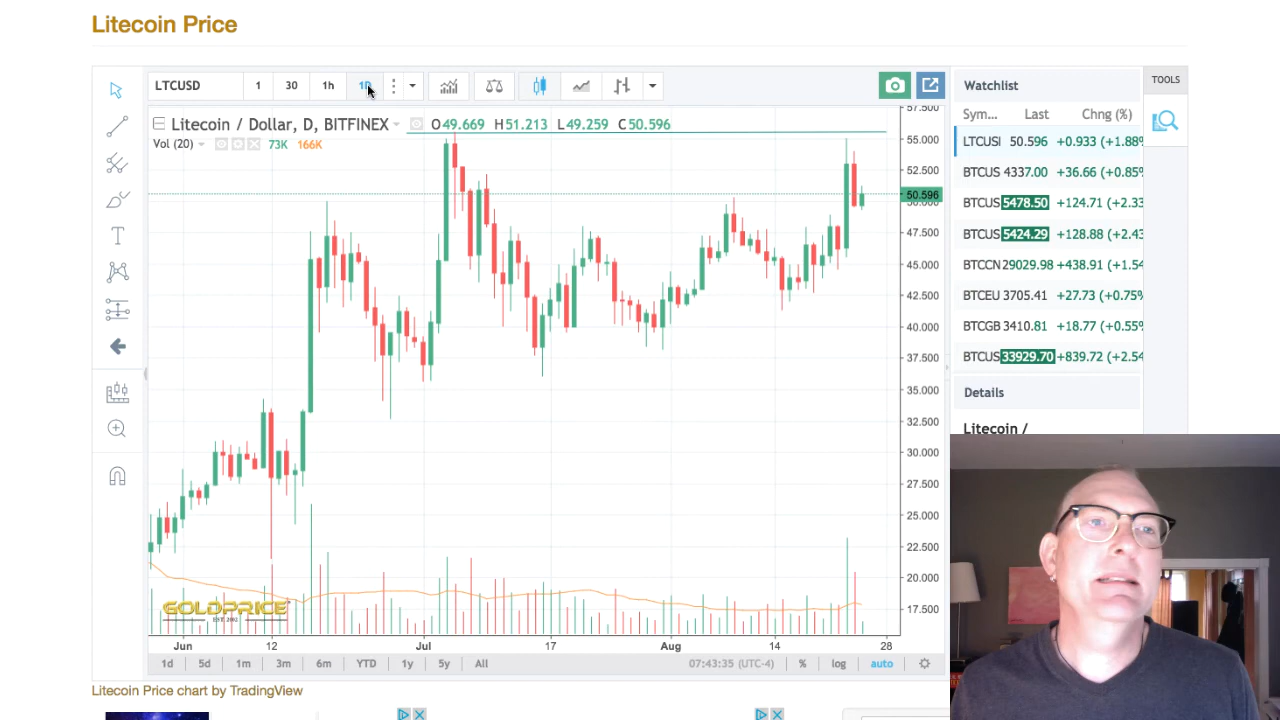 Litecoin Price
LTCUSD 1 30 1h 1D
Litecoin / Dollar, D, BITFINEX O49.669 H51.213 L49.259 C50.596
Vol (20) 73K 166K
57.500
55.000
52.500
50.596
50.000
47.500
45.000
42.500
40.000
37.500
35.000
32.500
30.000
27.500
25.000
22.500
20.000
17.500
GOLDPRICE
EST 2002
Jun 12 Jul 17 Aug 14 28
1d 5d 1m 3m 6m YTD 1y 5y All 07:43:35 (UTC-4) % log auto
Litecoin Price chart by TradingView
Watchlist
Sym... Last Chng (%)
LTCUSI 50.596 +0.933 (+1.88%
BTCUS 4337.00 +36.66 (+0.85%
BTCUS 5478.50 +124.71 (+2.33
BTCUS 5424.29 +128.88 (+2.43
BTCCN 29029.98 +438.91 (+1.54
BTCEU 3705.41 +27.73 (+0.75%
BTCGB 3410.81 +18.77 (+0.55%
BTCUS 33929.70 +839.72 (+2.54
Details
Litecoin /
TOOLS